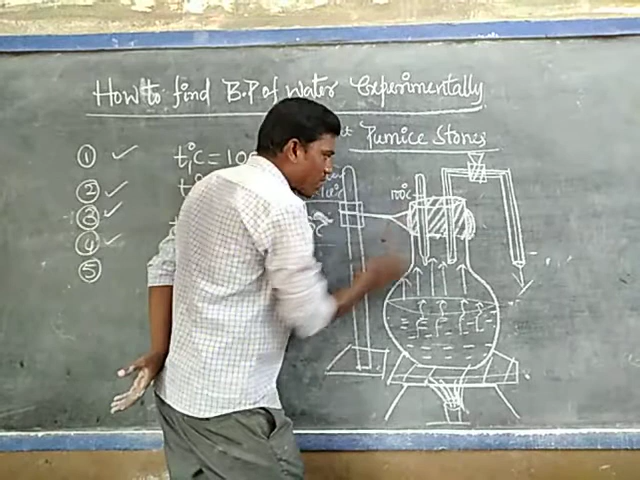 How to find B.P of Water Experimentally
Pumice Stones
① ✓ t₁°C = 10
② ✓ t°
③ ✓
④ ✓
⑤
100°C